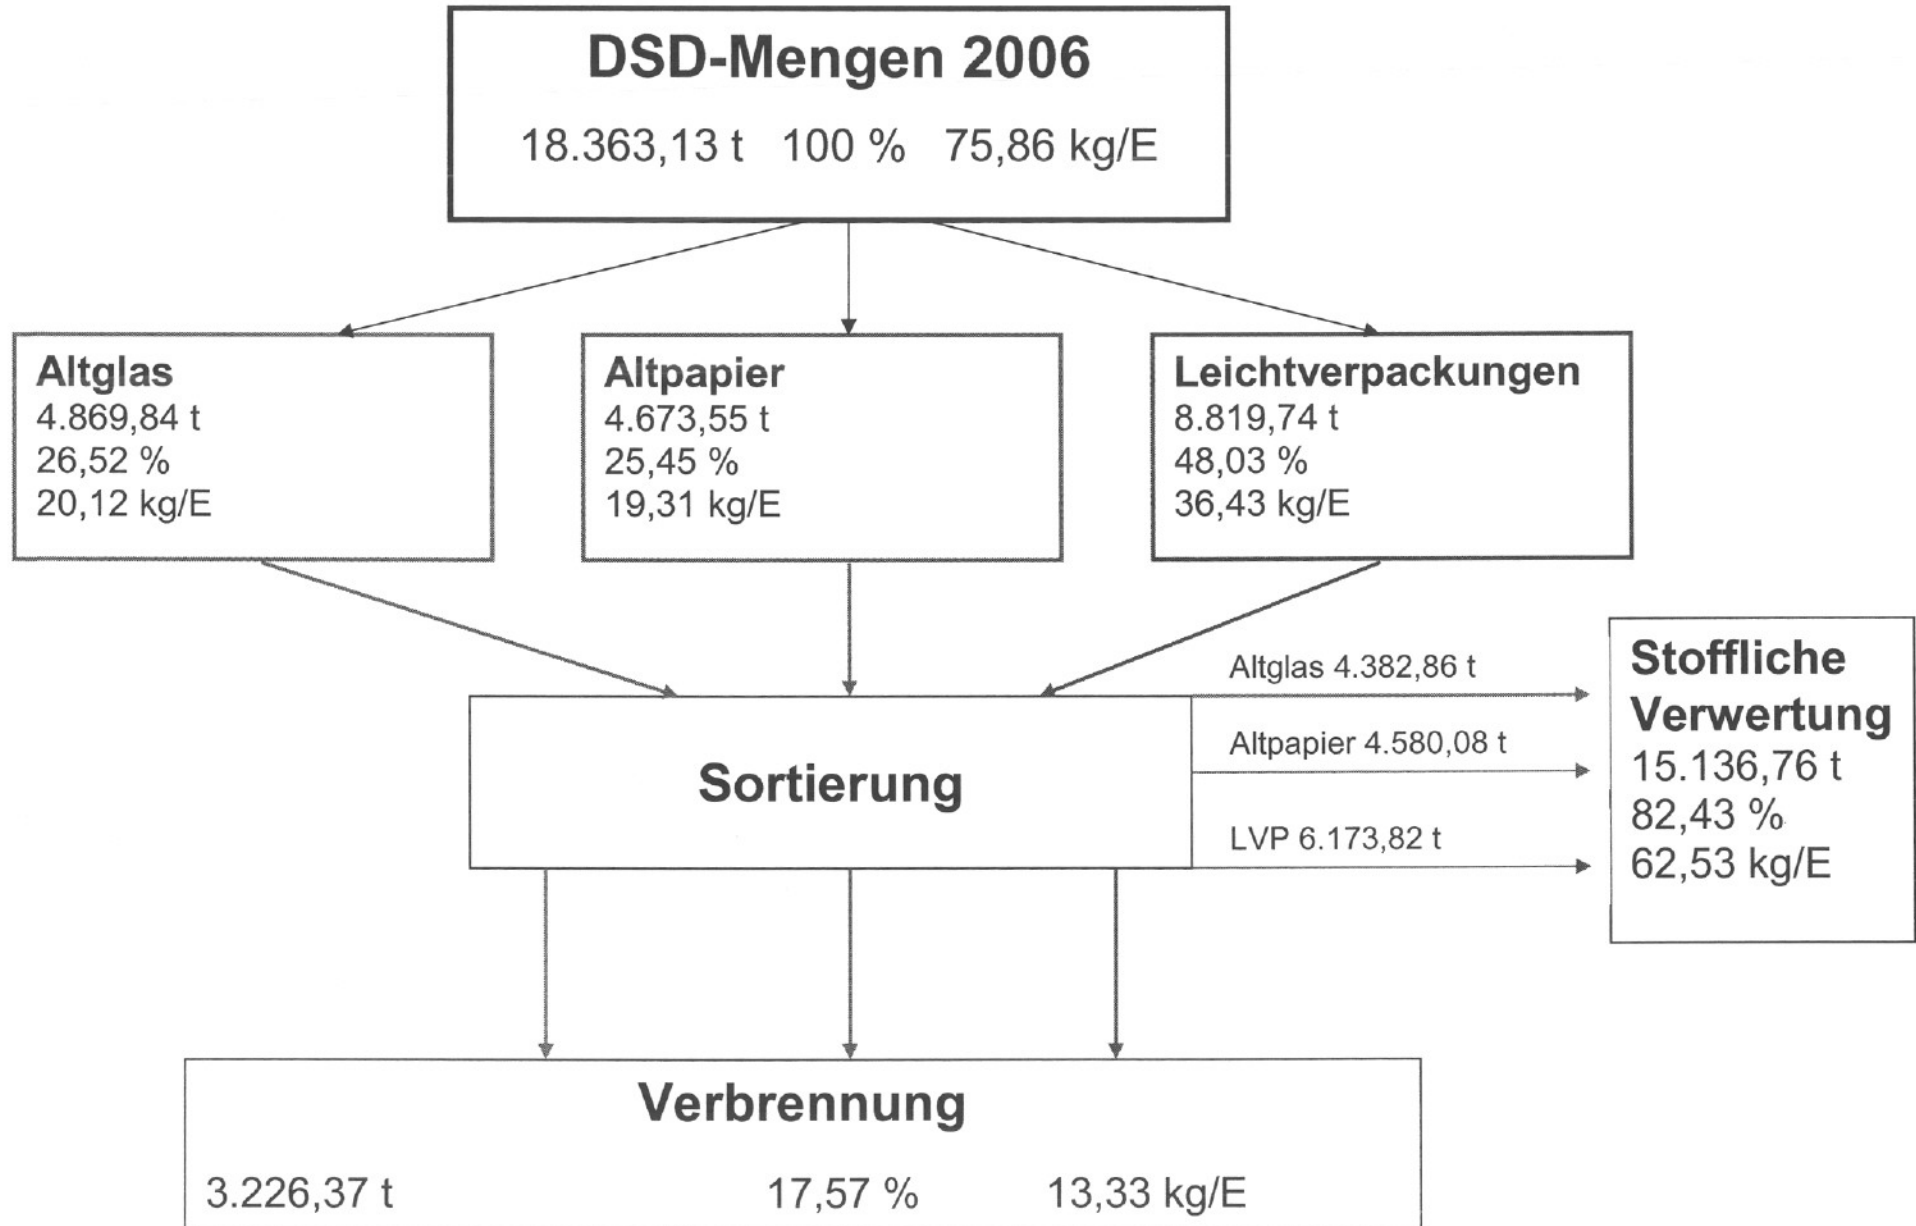 DSD-Mengen 2006
18.363,13 t 100 % 75,86 kg/E
Altglas
4.869,84 t
26,52 %
20,12 kg/E
Altpapier
4.673,55 t
25,45 %
19,31 kg/E
Leichtverpackungen
8.819,74 t
48,03 %
36,43 kg/E
Sortierung
Altglas 4.382,86 t
Altpapier 4.580,08 t
LVP 6.173,82 t
Stoffliche
Verwertung
15.136,76 t
82,43 %
62,53 kg/E
Verbrennung
3.226,37 t 17,57 % 13,33 kg/E